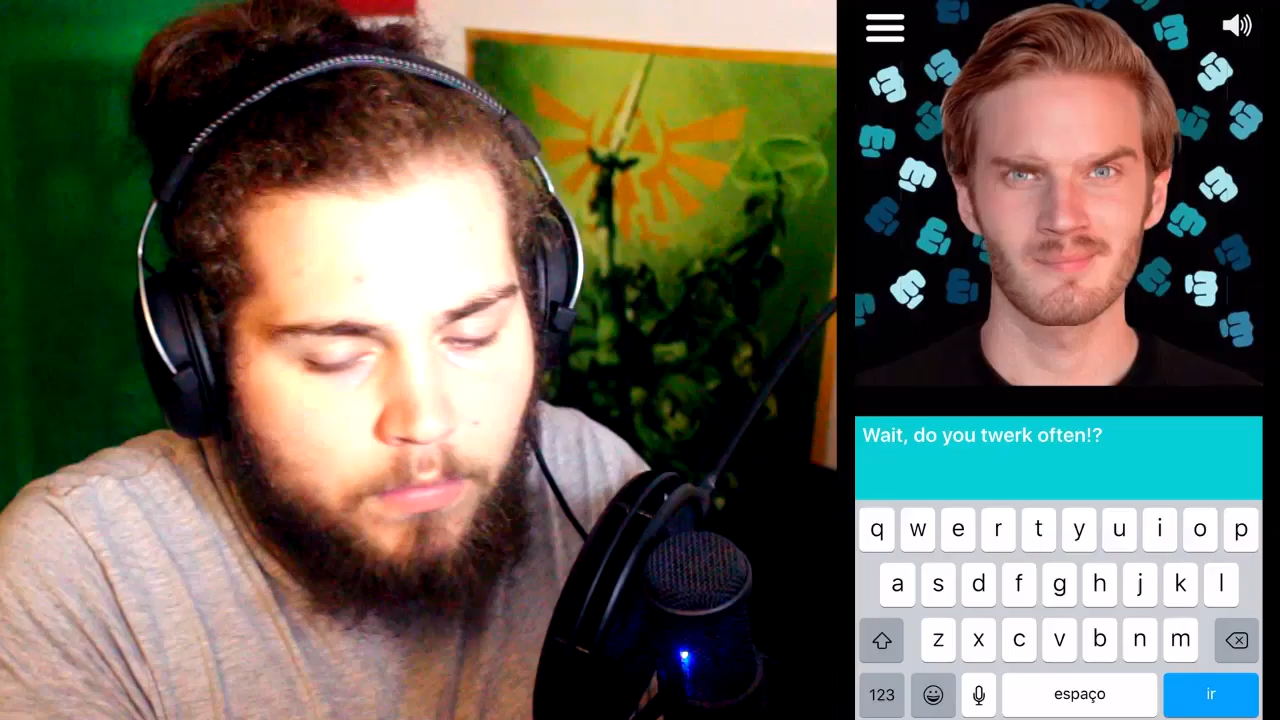 Wait, do you twerk often!?
q w e r t y u i o p
a s d f g h j k l
z x c v b n m
123 espaço ir